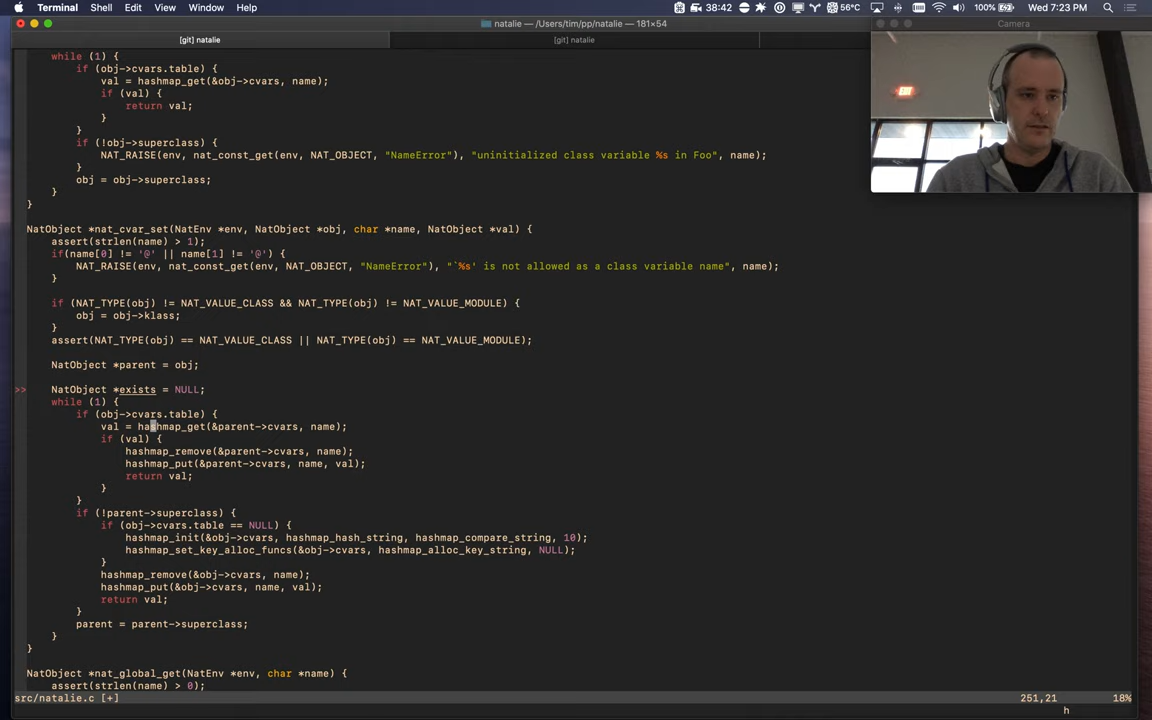 Terminal Shell Edit View Window Help 38:42 56°C 100% Wed 7:23 PM
natalie — /Users/tim/pp/natalie — 181×54
Camera
[git] natalie [git] natalie
    while (1) {
        if (obj->cvars.table) {
            val = hashmap_get(&obj->cvars, name);
            if (val) {
                return val;
            }
        }
        if (!obj->superclass) {
            NAT_RAISE(env, nat_const_get(env, NAT_OBJECT, "NameError"), "uninitialized class variable %s in Foo", name);
        }
        obj = obj->superclass;
    }
}
NatObject *nat_cvar_set(NatEnv *env, NatObject *obj, char *name, NatObject *val) {
    assert(strlen(name) > 1);
    if(name[0] != '@' || name[1] != '@') {
        NAT_RAISE(env, nat_const_get(env, NAT_OBJECT, "NameError"), "`%s' is not allowed as a class variable name", name);
    }
    if (NAT_TYPE(obj) != NAT_VALUE_CLASS && NAT_TYPE(obj) != NAT_VALUE_MODULE) {
        obj = obj->klass;
    }
    assert(NAT_TYPE(obj) == NAT_VALUE_CLASS || NAT_TYPE(obj) == NAT_VALUE_MODULE);
    NatObject *parent = obj;
>>  NatObject *exists = NULL;
    while (1) {
        if (obj->cvars.table) {
            val = hashmap_get(&parent->cvars, name);
            if (val) {
                hashmap_remove(&parent->cvars, name);
                hashmap_put(&parent->cvars, name, val);
                return val;
            }
        }
        if (!parent->superclass) {
            if (obj->cvars.table == NULL) {
                hashmap_init(&obj->cvars, hashmap_hash_string, hashmap_compare_string, 10);
                hashmap_set_key_alloc_funcs(&obj->cvars, hashmap_alloc_key_string, NULL);
            }
            hashmap_remove(&obj->cvars, name);
            hashmap_put(&obj->cvars, name, val);
            return val;
        }
        parent = parent->superclass;
    }
}
NatObject *nat_global_get(NatEnv *env, char *name) {
    assert(strlen(name) > 0);
src/natalie.c [+] 251,21 18%
h
EXIT